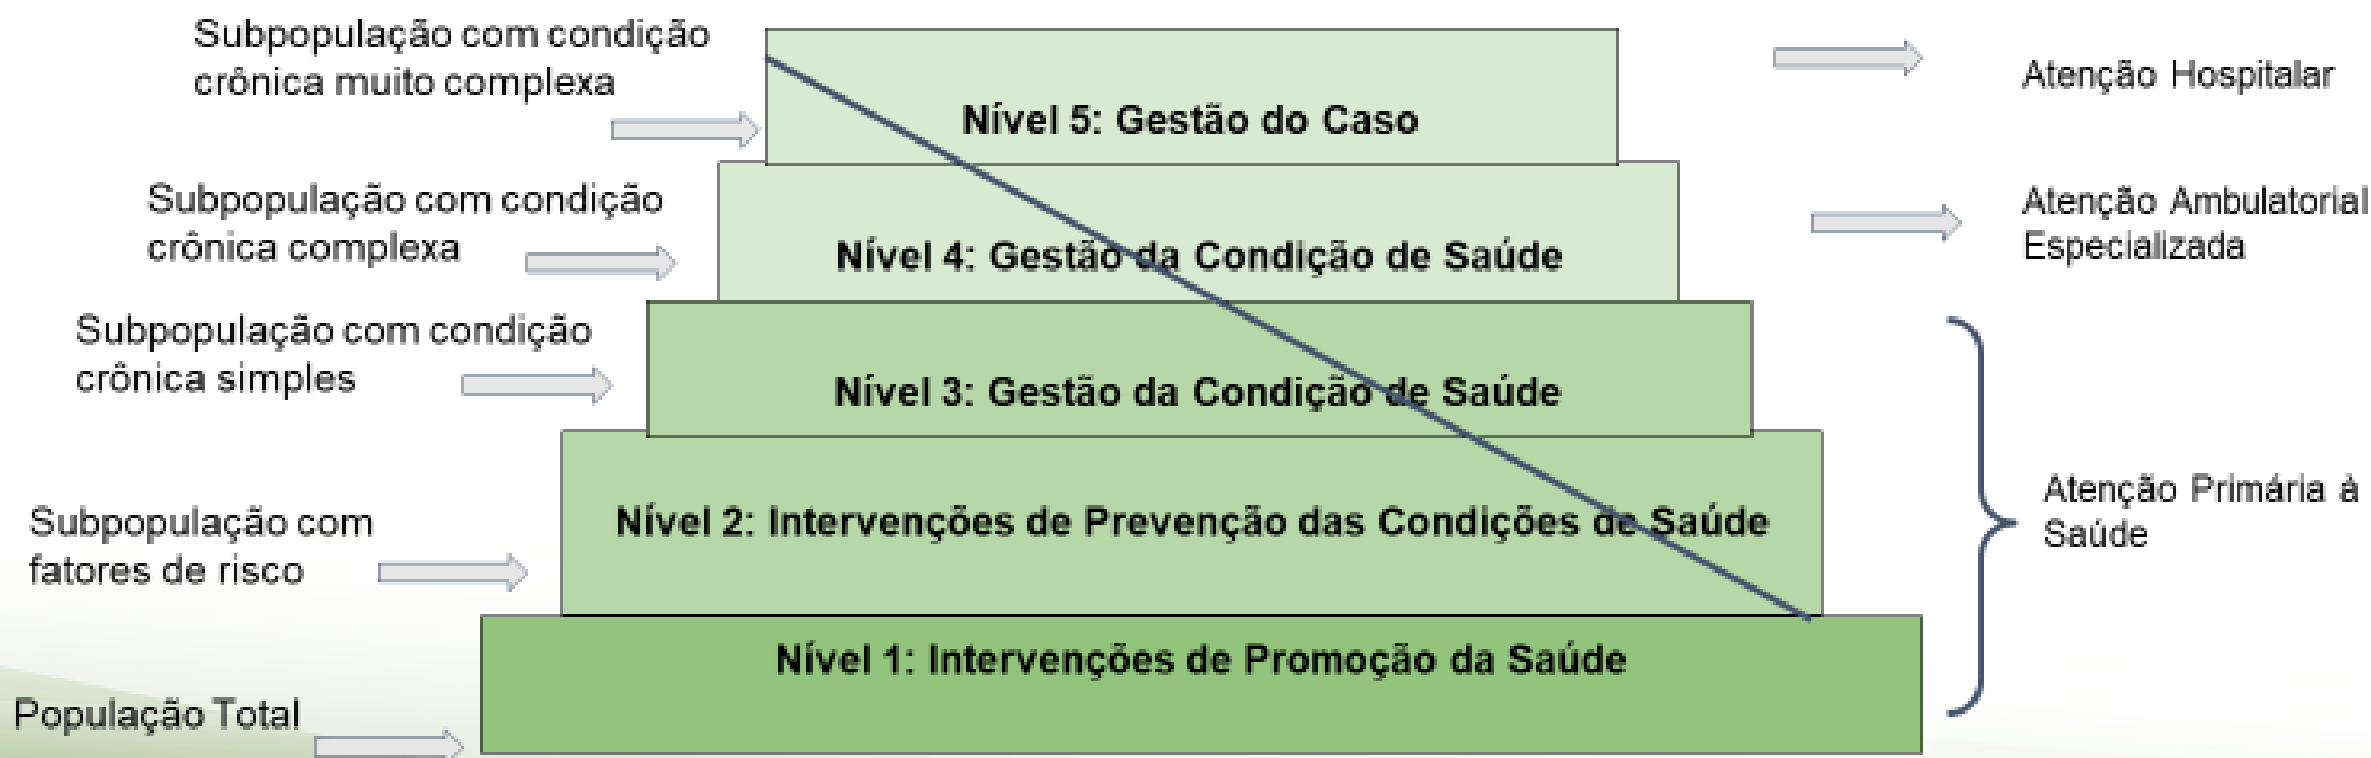 Subpopulação com condição
crônica muito complexa
Nível 5: Gestão do Caso
Atenção Hospitalar
Subpopulação com condição
crônica complexa
Nível 4: Gestão da Condição de Saúde
Atenção Ambulatorial
Especializada
Subpopulação com condição
crônica simples
Nível 3: Gestão da Condição de Saúde
Subpopulação com
fatores de risco
Nível 2: Intervenções de Prevenção das Condições de Saúde
Atenção Primária à
Saúde
População Total
Nível 1: Intervenções de Promoção da Saúde